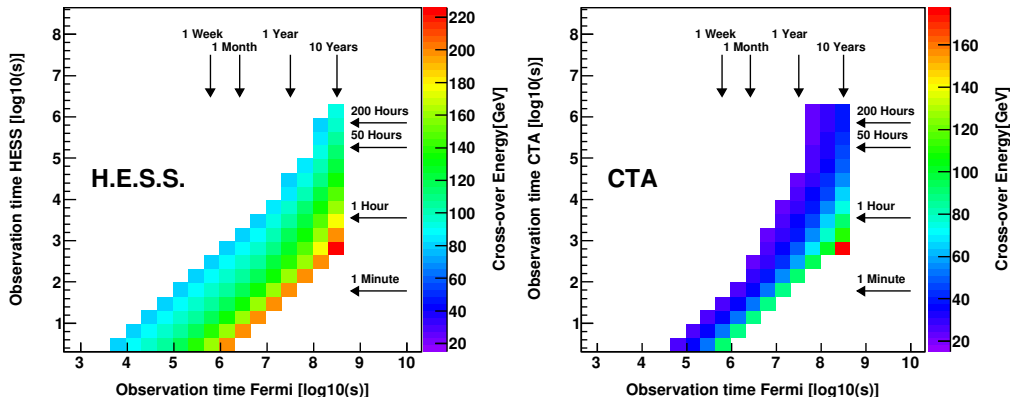 Observation time HESS [log10(s)]
8
7
6
5
4
3
2
1
1 Week
1 Month
1 Year
10 Years
200 Hours
50 Hours
1 Hour
1 Minute
H.E.S.S.
3 4 5 6 7 8 9 10
Observation time Fermi [log10(s)]
220
200
180
160
140
120
100
80
60
40
20
Cross-over Energy[GeV]
Observation time CTA [log10(s)]
8
7
6
5
4
3
2
1
1 Week
1 Month
1 Year
10 Years
200 Hours
50 Hours
1 Hour
1 Minute
CTA
3 4 5 6 7 8 9 10
Observation time Fermi [log10(s)]
160
140
120
100
80
60
40
20
Cross-over Energy[GeV]